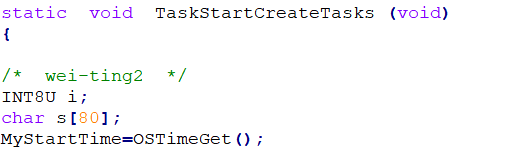 static  void  TaskStartCreateTasks (void)
{
/*  wei-ting2  */
INT8U i;
char s[80];
MyStartTime=OSTimeGet();